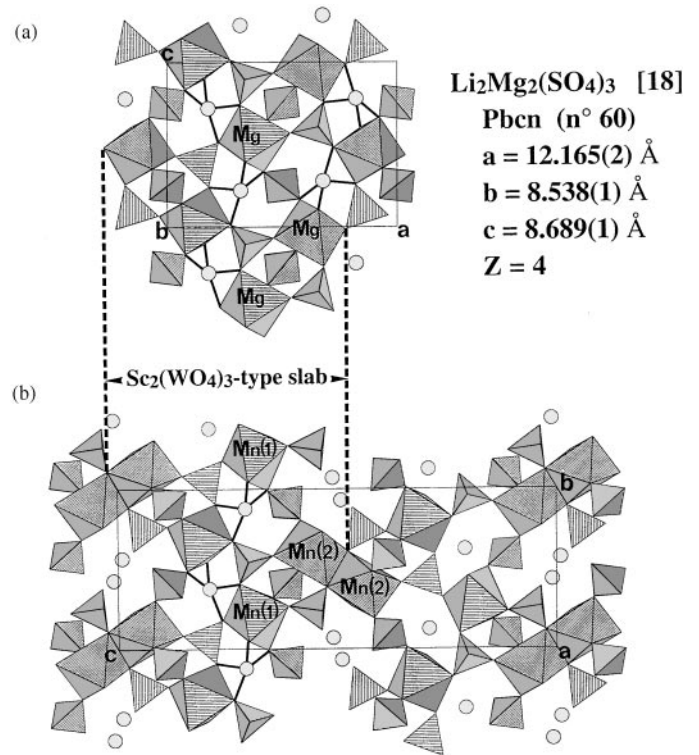 (a)
c
Li₂Mg₂(SO₄)₃ [18]
Pbcn (n° 60)
a = 12.165(2) Å
b = 8.538(1) Å
c = 8.689(1) Å
Z = 4
Mg
b
Mg
a
Mg
Sc₂(WO₄)₃-type slab
(b)
Mn(1)
b
Mn(2)
Mn(2)
Mn(1)
c
a